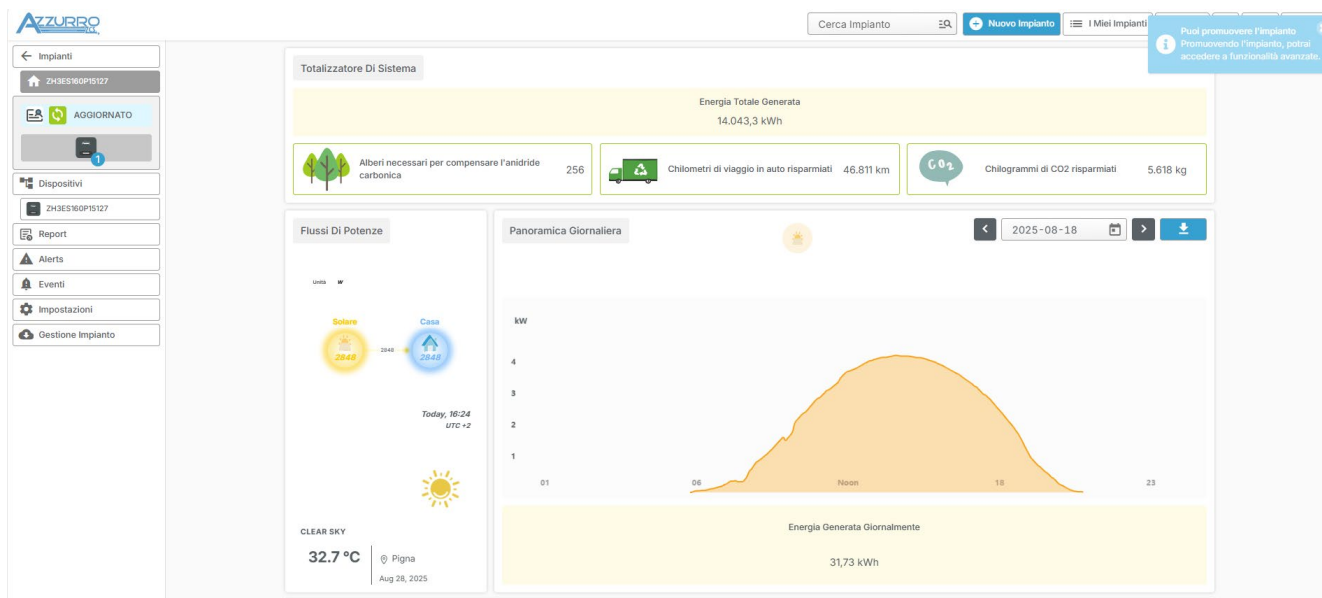 AZZURRO
Cerca Impianto
Nuovo Impianto
I Miei Impianti
Puoi promuovere l'impianto
Promuovendo l'impianto, potrai
accedere a funzionalità avanzate.
Impianti
ZH3ES160P15127
AGGIORNATO
1
Dispositivi
ZH3ES160P15127
Report
Alerts
Eventi
Impostazioni
Gestione Impianto
Totalizzatore Di Sistema
Energia Totale Generata
14.043,3 kWh
Alberi necessari per compensare l'anidride
carbonica
256
Chilometri di viaggio in auto risparmiati
46.811 km
CO2
Chilogrammi di CO2 risparmiati
5.618 kg
Flussi Di Potenze
Unità W
Solare
Casa
2848
2848
2848
Today, 16:24
UTC +2
CLEAR SKY
32.7 °C
Pigna
Aug 28, 2025
Panoramica Giornaliera
2025-08-18
kW
4
3
2
1
01
06
Noon
18
23
Energia Generata Giornalmente
31,73 kWh